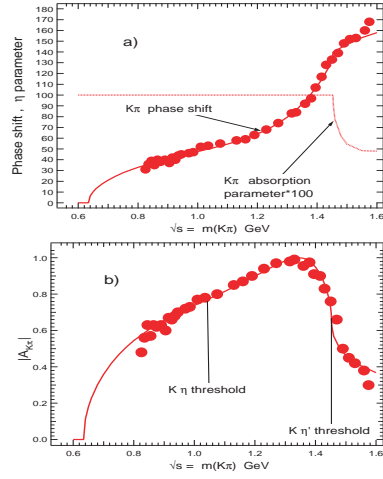 180
170
160
150
140
130
120
110
100
90
80
70
60
50
40
30
20
10
0
Phase shift , η parameter
a)
Kπ phase shift
Kπ absorption
parameter*100
0.6 0.8 1.0 1.2 1.4 1.6
√s = m(Kπ) GeV
1.0
0.8
0.6
0.4
0.2
0.0
|A_{Kπ}|
b)
K η threshold
K η' threshold
0.6 0.8 1.0 1.2 1.4 1.6
√s = m(Kπ) GeV